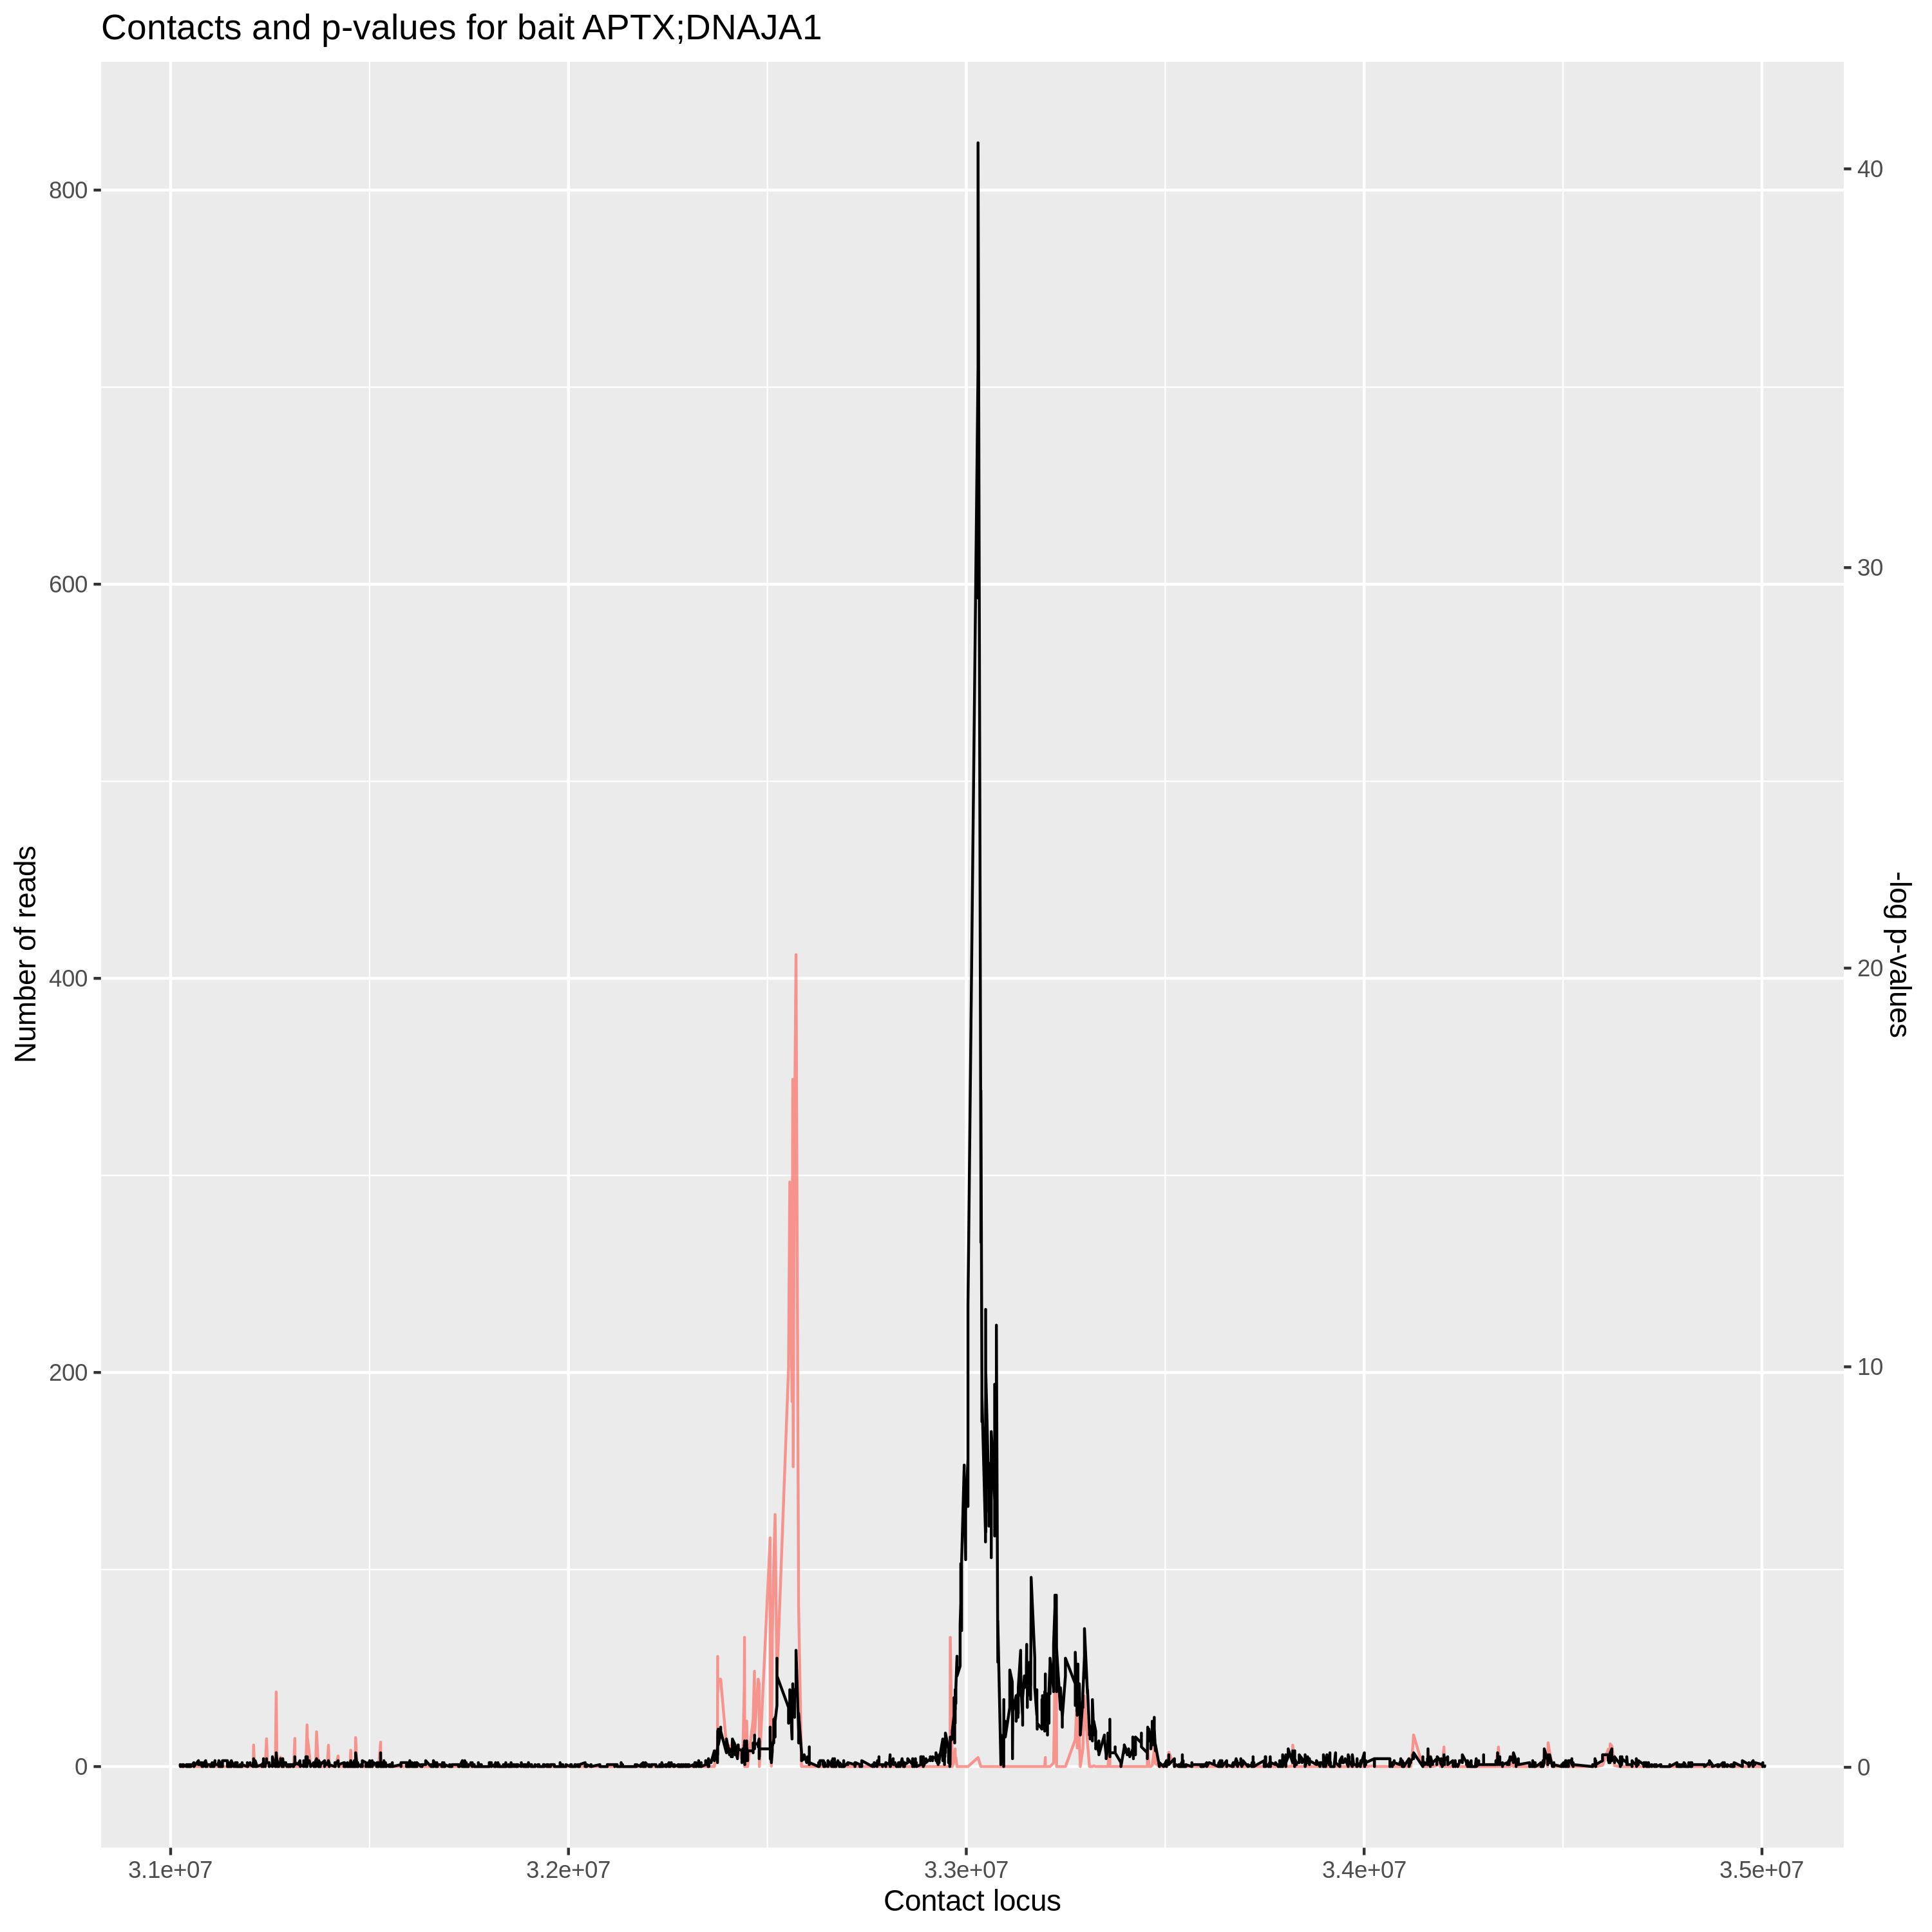 Contacts and p-values for bait APTX;DNAJA1
800
600
400
200
0
40
30
20
10
0
Number of reads
-log p-values
3.1e+07
3.2e+07
3.3e+07
3.4e+07
3.5e+07
Contact locus